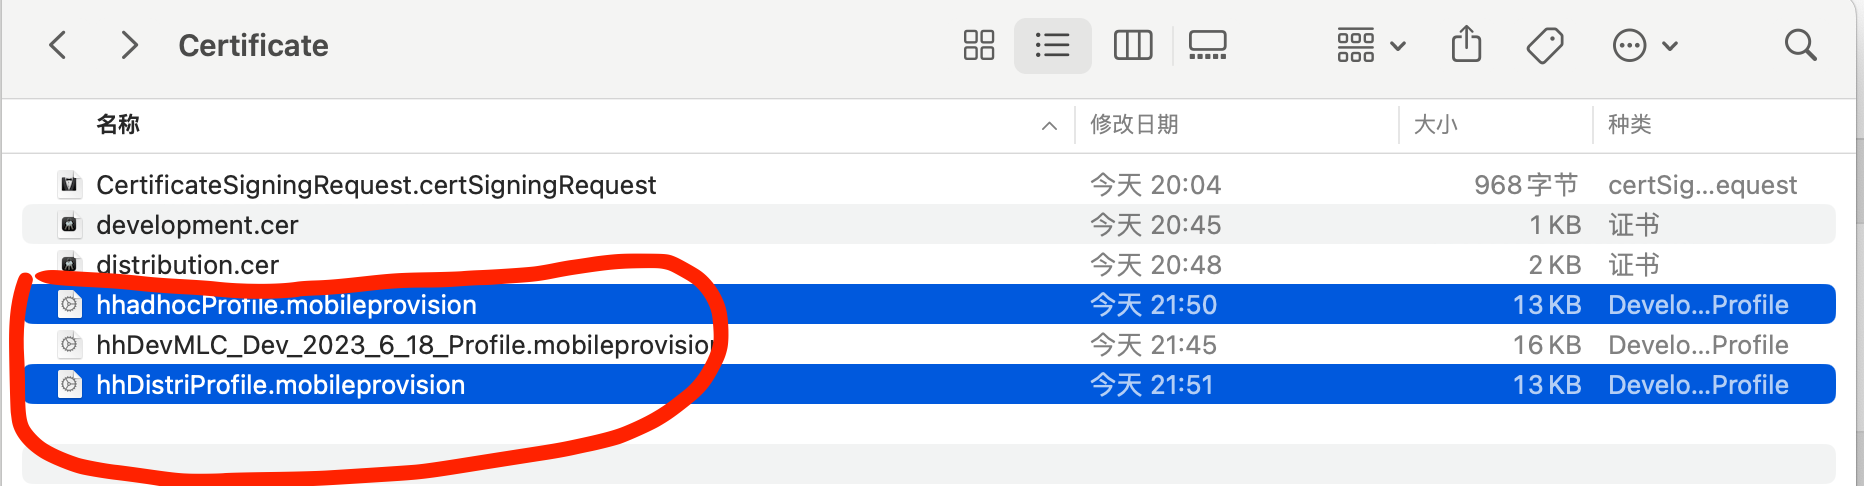 Certificate
名称 修改日期 大小 种类
CertificateSigningRequest.certSigningRequest 今天 20:04 968 字节 certSig...equest
development.cer 今天 20:45 1 KB 证书
distribution.cer 今天 20:48 2 KB 证书
hhadhocProfile.mobileprovision 今天 21:50 13 KB Develo...Profile
hhDevMLC_Dev_2023_6_18_Profile.mobileprovision 今天 21:45 16 KB Develo...Profile
hhDistriProfile.mobileprovision 今天 21:51 13 KB Develo...Profile